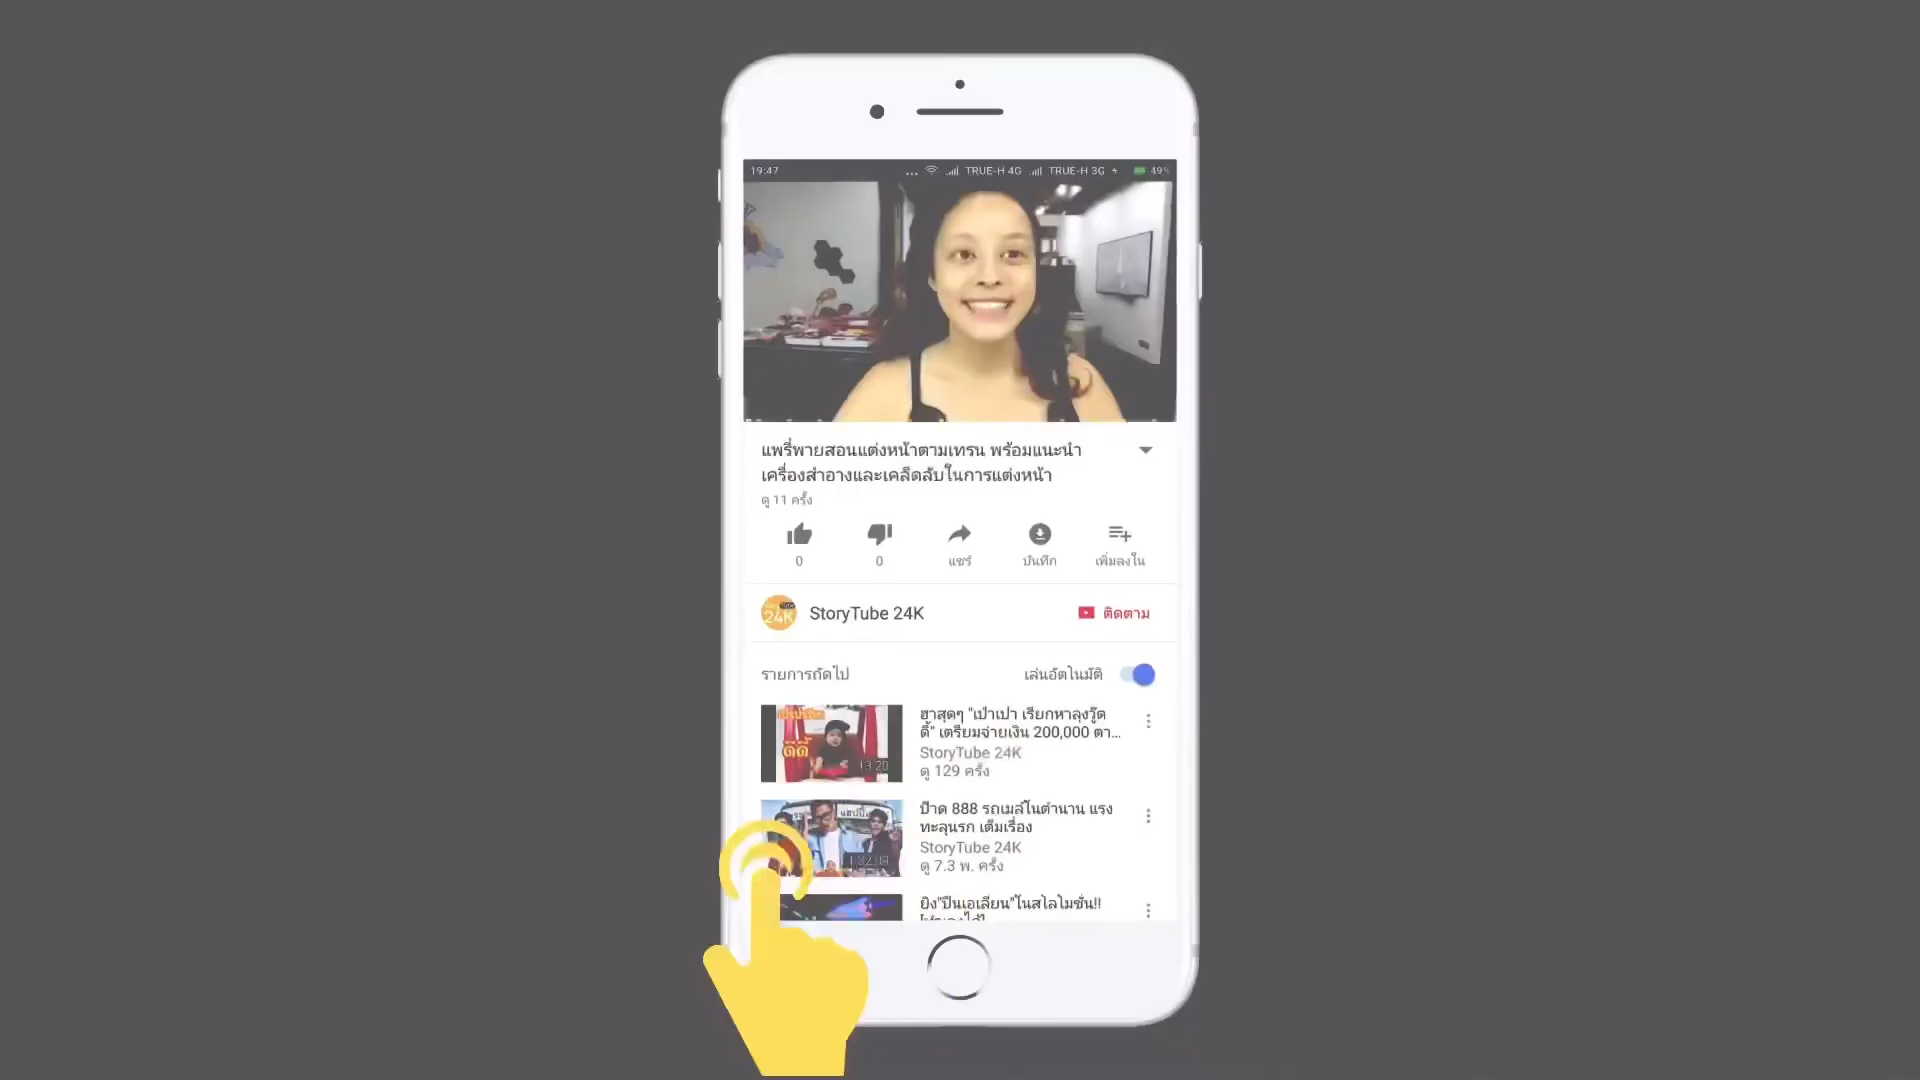 19:47
... TRUE-H 4G TRUE-H 3G 49%
แพรี่พายสอนแต่งหน้าตามเทรน พร้อมแนะนำ
เครื่องสำอางและเคล็ดลับในการแต่งหน้า
ดู 11 ครั้ง
0
0
แชร์
บันทึก
เพิ่มลงใน
24K
StoryTube 24K
ติดตาม
รายการถัดไป
เล่นอัตโนมัติ
ดีดี้
13:20
ฮาสุดๆ "เป่าเปา เรียกหาลุงวู๊ด
ดี้" เตรียมจ่ายเงิน 200,000 ตา...
StoryTube 24K
ดู 129 ครั้ง
ป๊าด 888 รถเมล์ในตำนาน แรง
ทะลุนรก เต็มเรื่อง
StoryTube 24K
ดู 7.3 พ. ครั้ง
ยิง"ปืนเอเลี่ยน"ในสโลโมชั่น!!